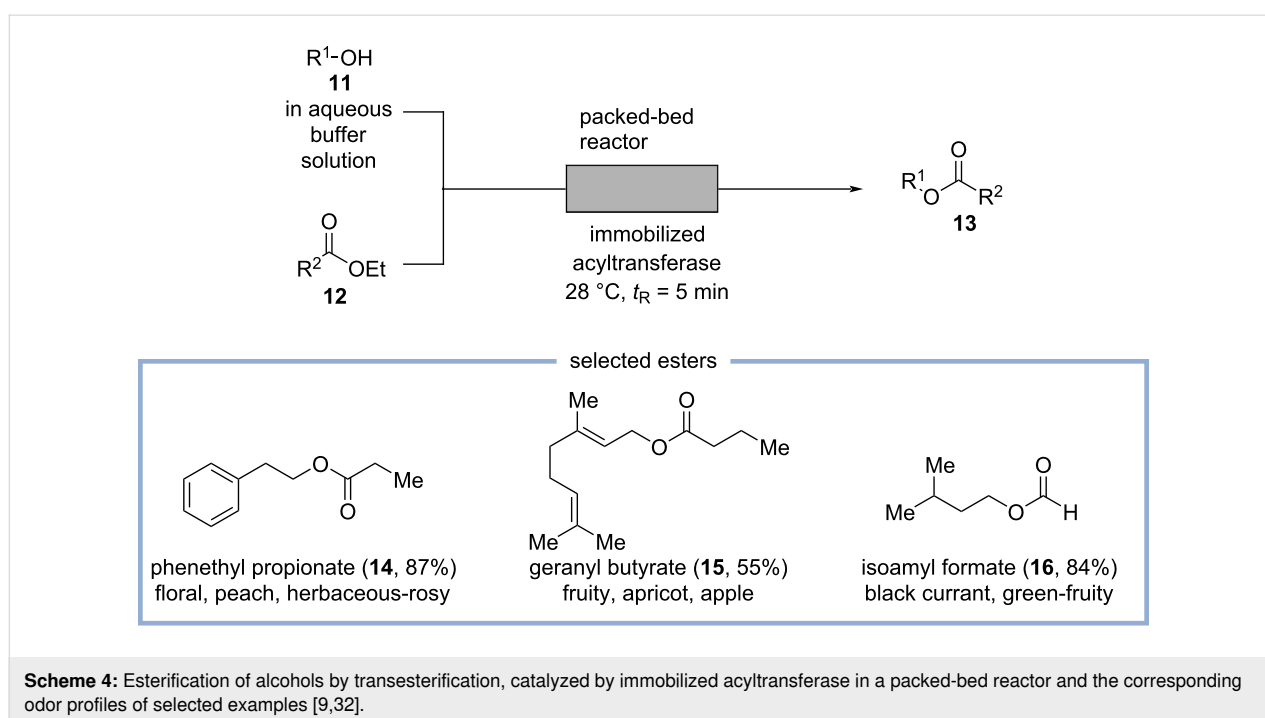 R¹-OH
11
in aqueous
buffer
solution
O
R² OEt
12
packed-bed
reactor
immobilized
acyltransferase
28 °C, tR = 5 min
O
R¹ O R²
13
selected esters
O Me
O
phenethyl propionate (14, 87%)
floral, peach, herbaceous-rosy
Me O
O Me
Me Me
geranyl butyrate (15, 55%)
fruity, apricot, apple
Me O
Me O H
isoamyl formate (16, 84%)
black currant, green-fruity
Scheme 4: Esterification of alcohols by transesterification, catalyzed by immobilized acyltransferase in a packed-bed reactor and the corresponding
odor profiles of selected examples [9,32].